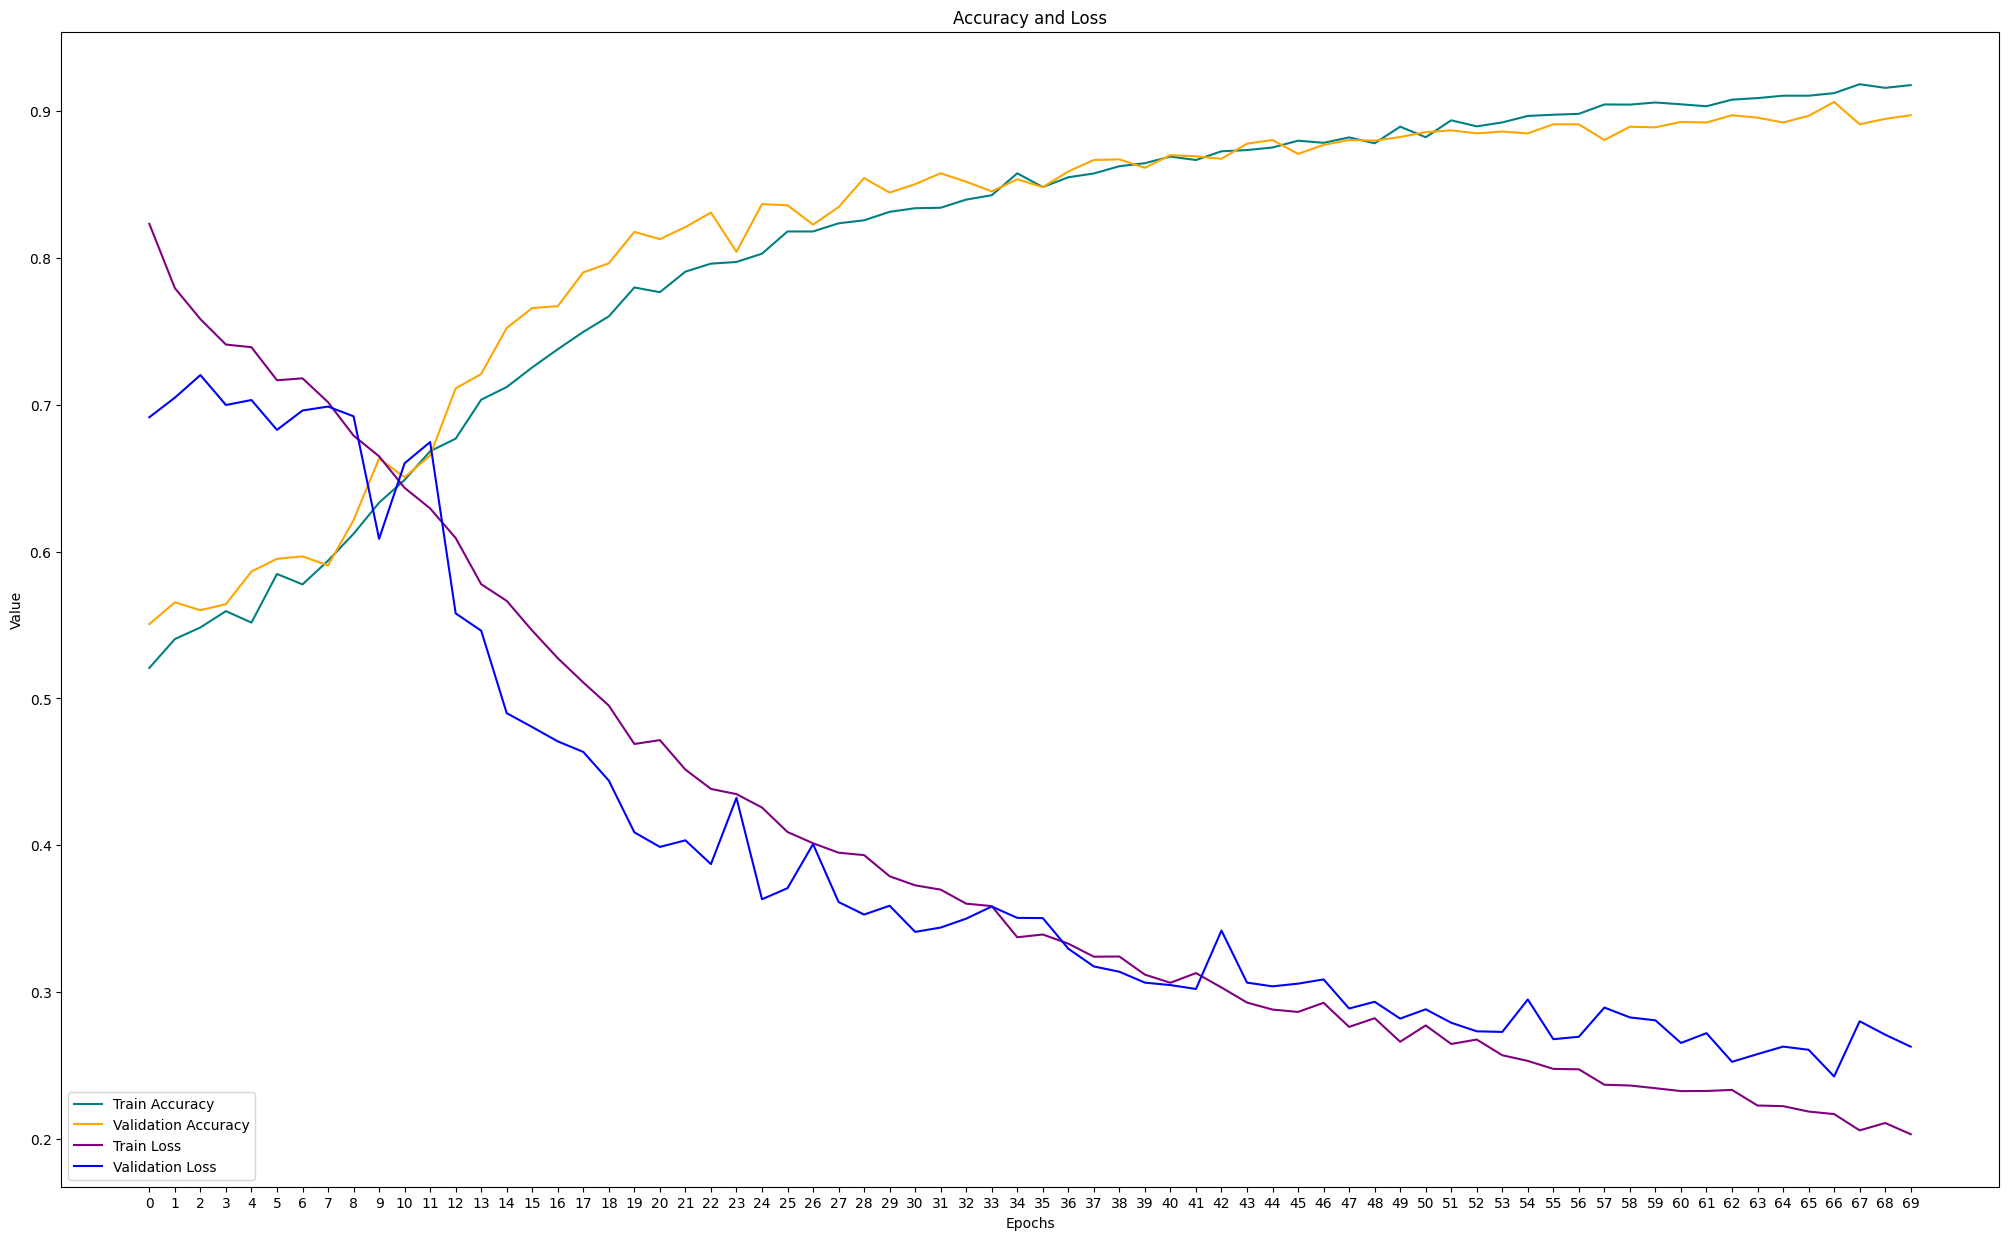 Accuracy and Loss
0.9
0.8
0.7
0.6
0.5
0.4
0.3
0.2
Value
Train Accuracy
Validation Accuracy
Train Loss
Validation Loss
0 1 2 3 4 5 6 7 8 9 10 11 12 13 14 15 16 17 18 19 20 21 22 23 24 25 26 27 28 29 30 31 32 33 34 35 36 37 38 39 40 41 42 43 44 45 46 47 48 49 50 51 52 53 54 55 56 57 58 59 60 61 62 63 64 65 66 67 68 69
Epochs